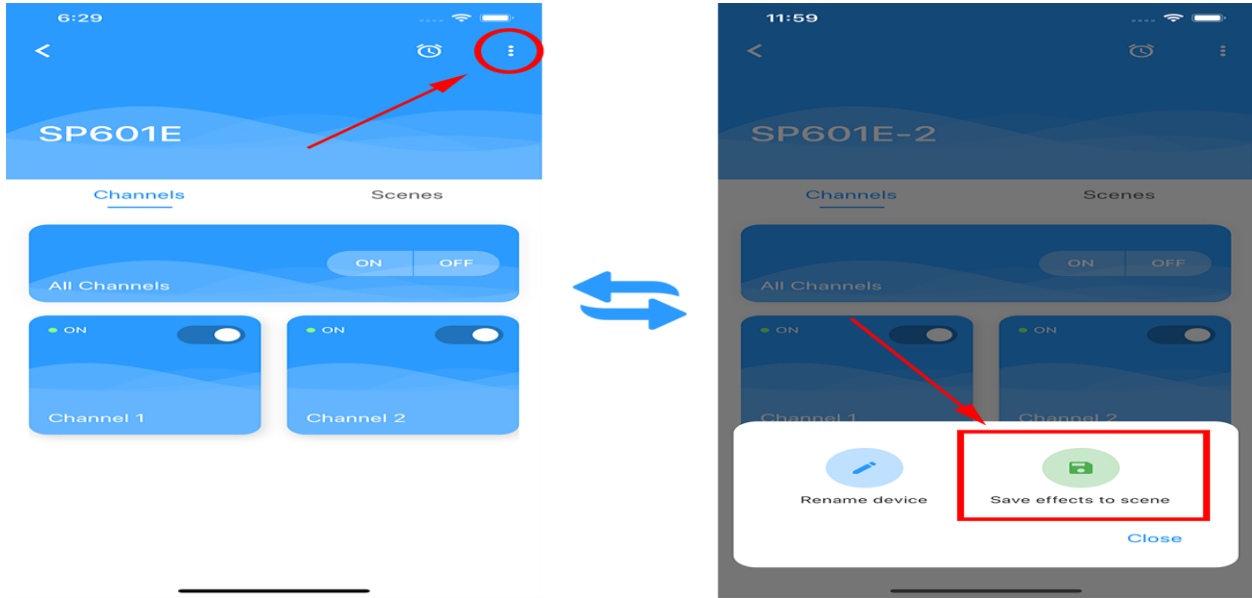 6:29
SP601E
Channels Scenes
ON OFF
All Channels
ON ON
Channel 1 Channel 2
11:59
SP601E-2
Channels Scenes
ON OFF
All Channels
ON ON
Channel 1 Channel 2
Rename device Save effects to scene
Close